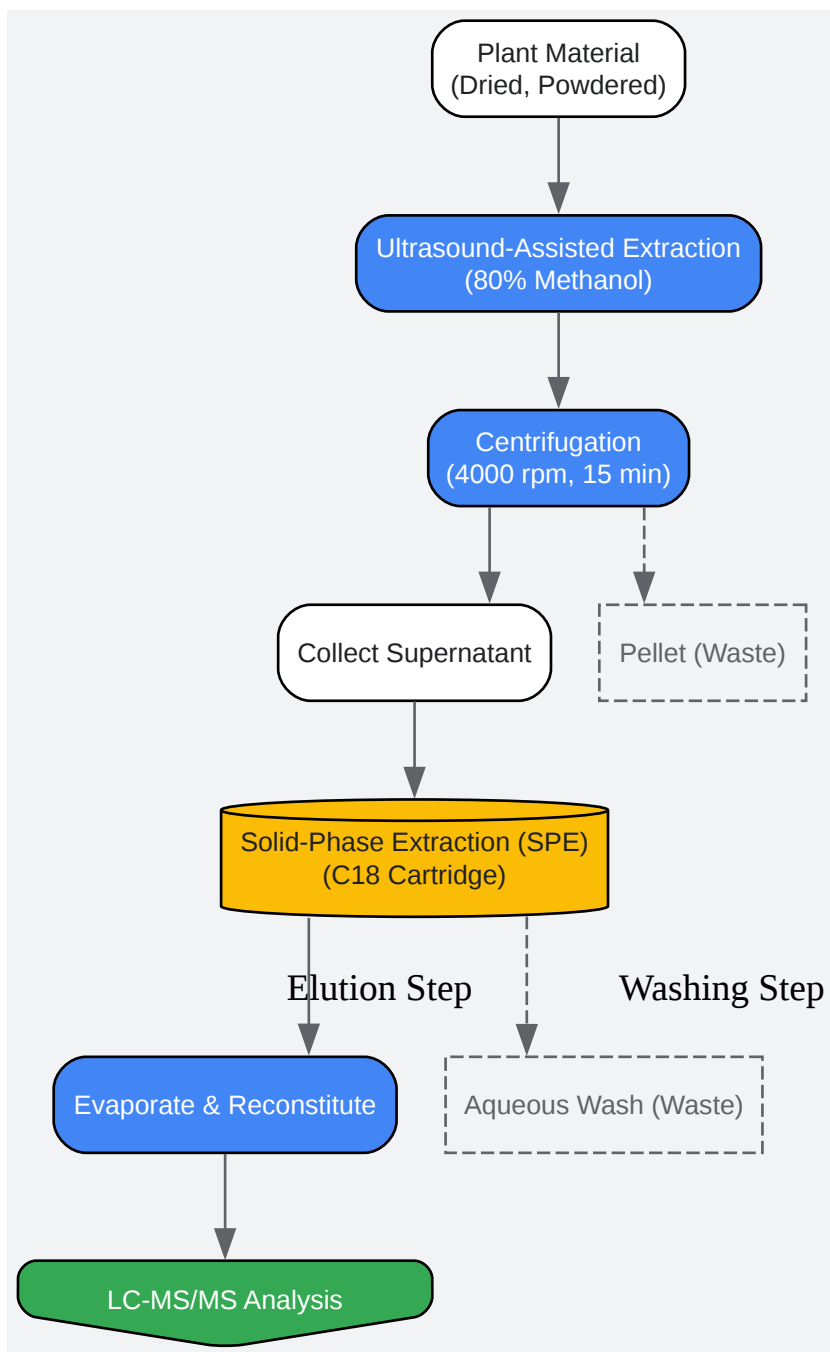 Plant Material
(Dried, Powdered)
Ultrasound-Assisted Extraction
(80% Methanol)
Centrifugation
(4000 rpm, 15 min)
Collect Supernatant
Pellet (Waste)
Solid-Phase Extraction (SPE)
(C18 Cartridge)
Elution Step
Washing Step
Evaporate & Reconstitute
Aqueous Wash (Waste)
LC-MS/MS Analysis